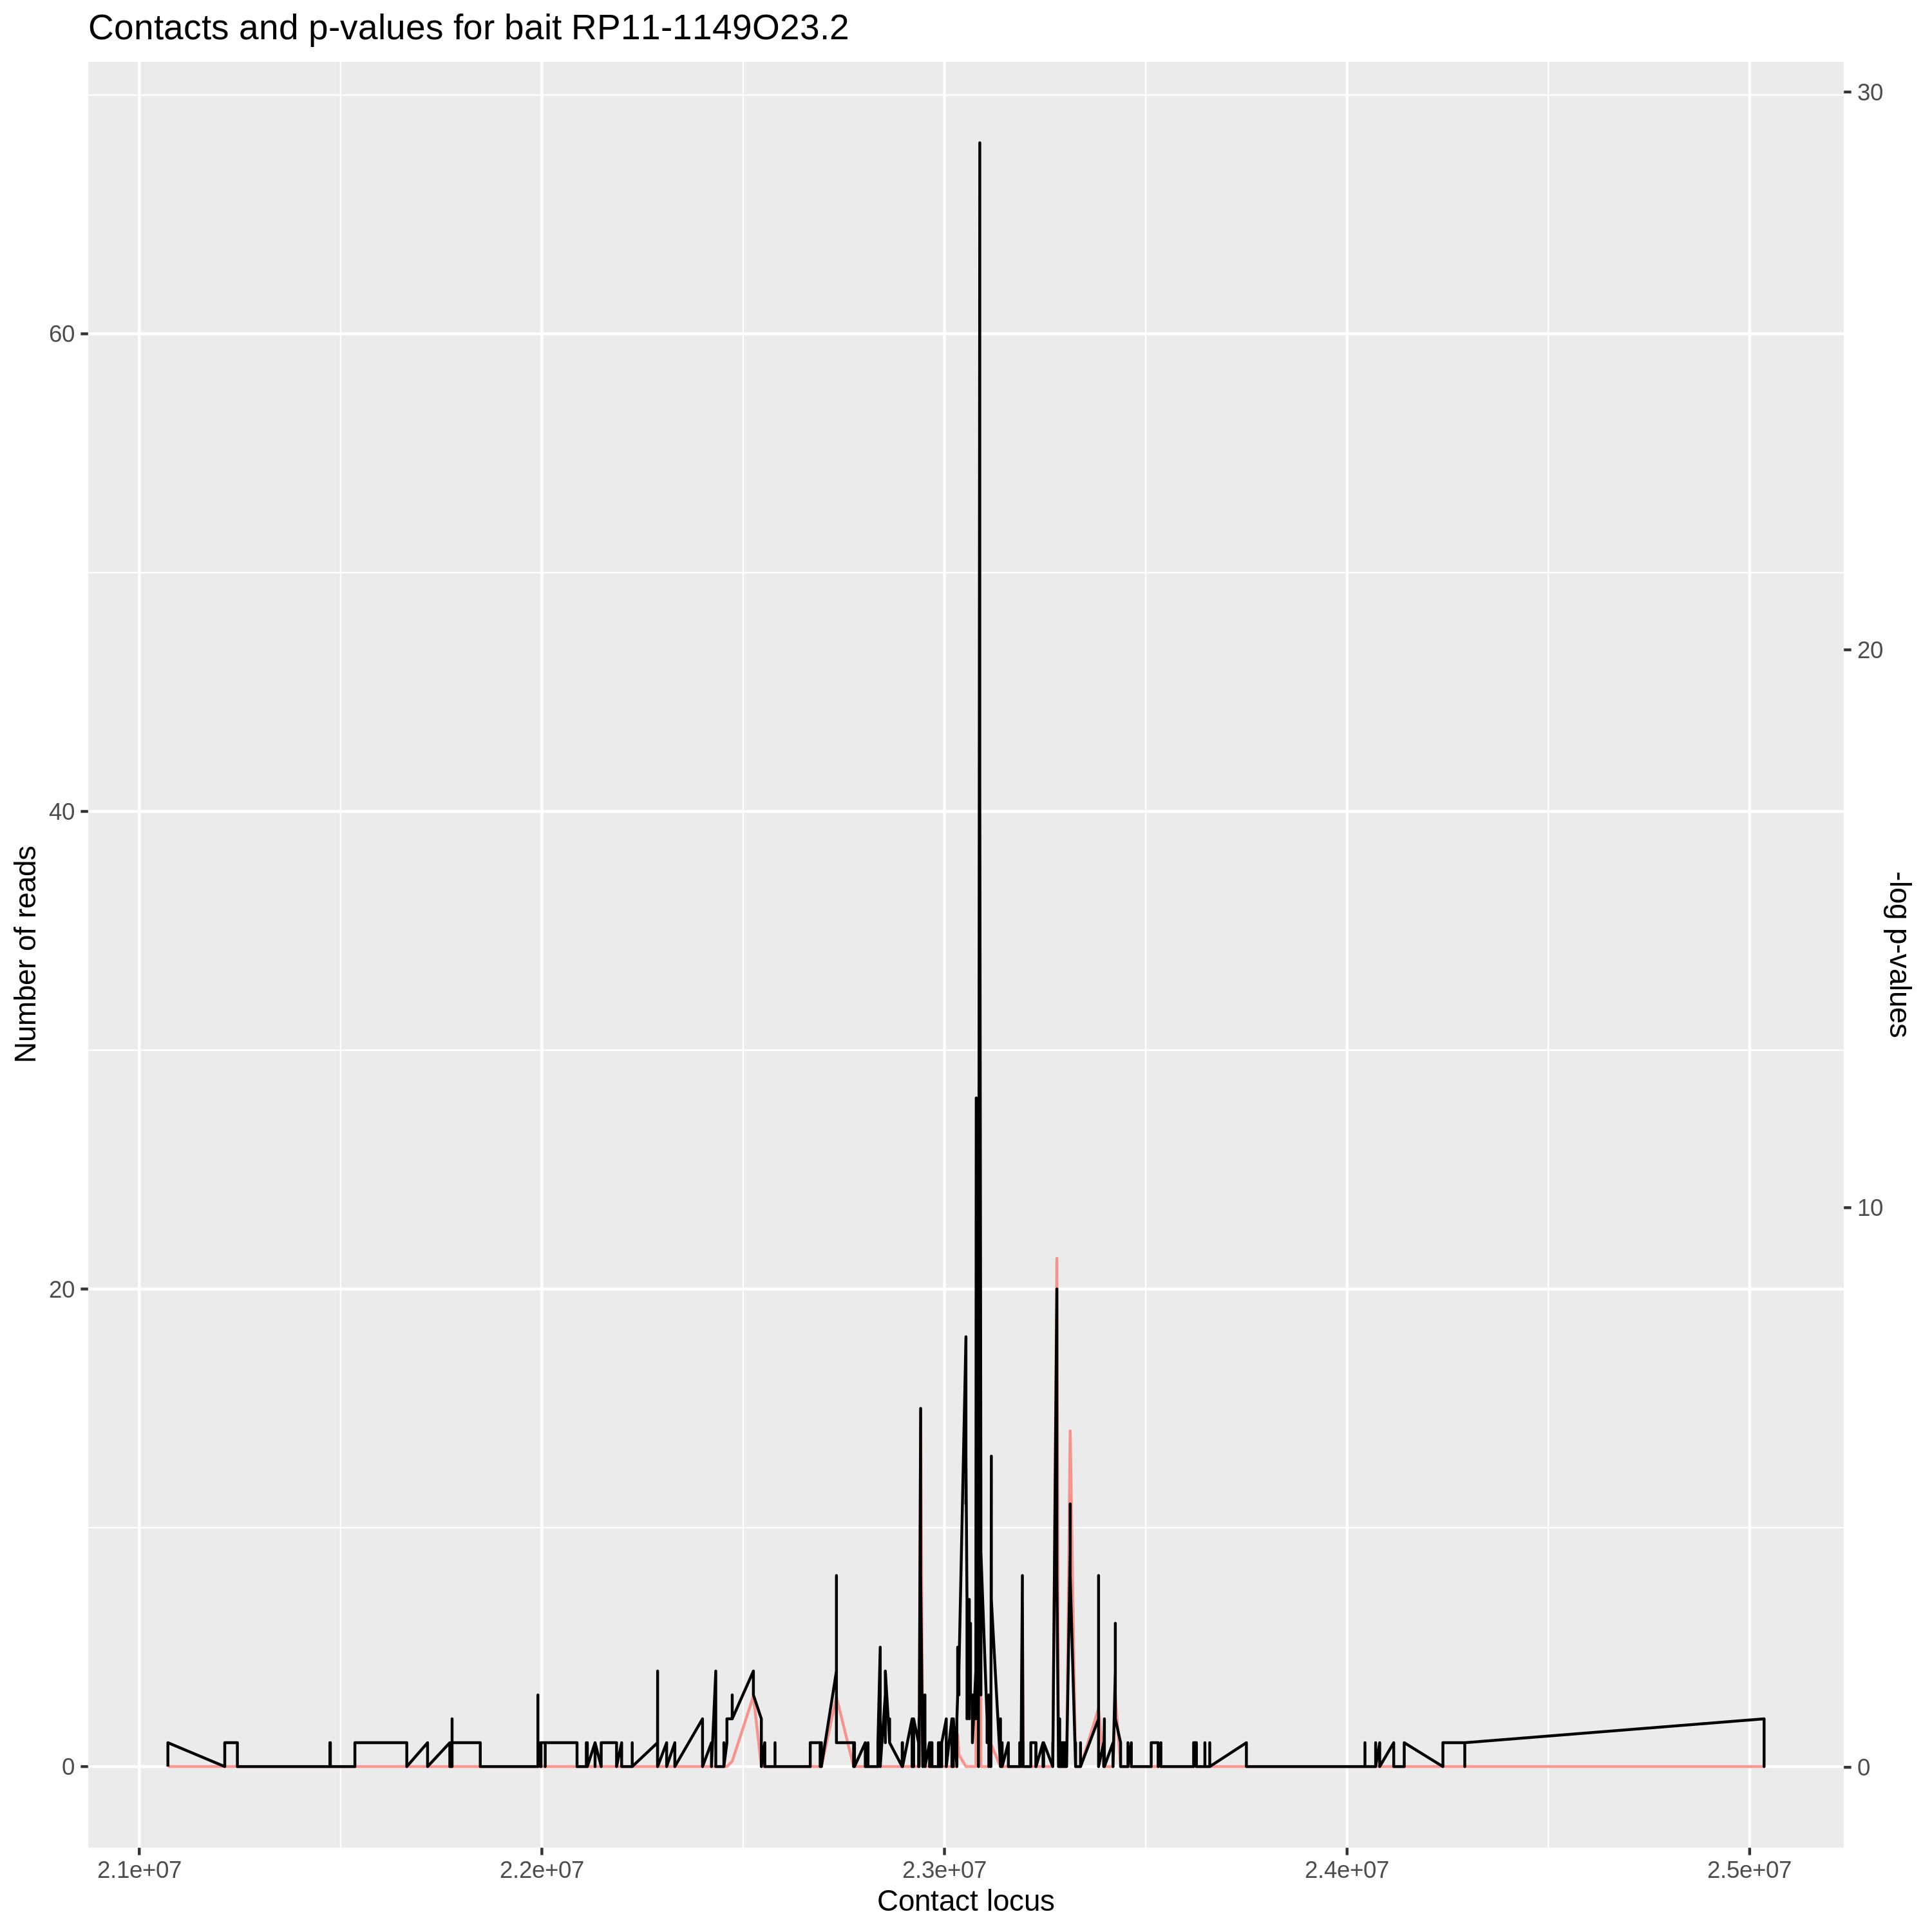 Contacts and p-values for bait RP11-1149O23.2
30
60
20
40
Number of reads
-log p-values
10
20
0
0
2.1e+07 2.2e+07 2.3e+07 2.4e+07 2.5e+07
Contact locus